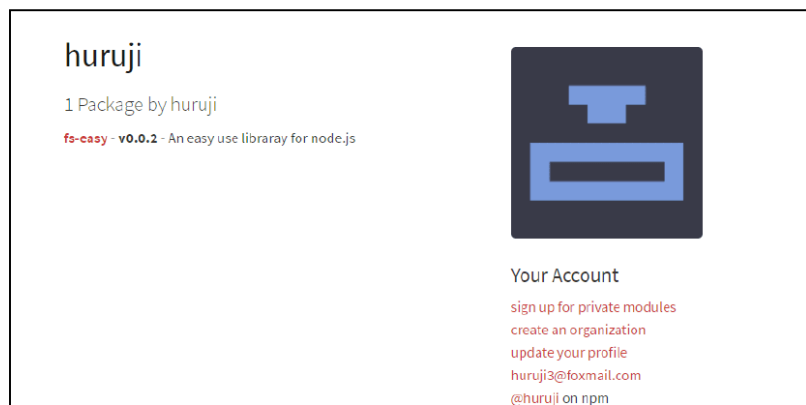 huruji
1 Package by huruji
fs-easy - v0.0.2 - An easy use libraray for node.js
Your Account
sign up for private modules
create an organization
update your profile
huruji3@foxmail.com
@huruji on npm